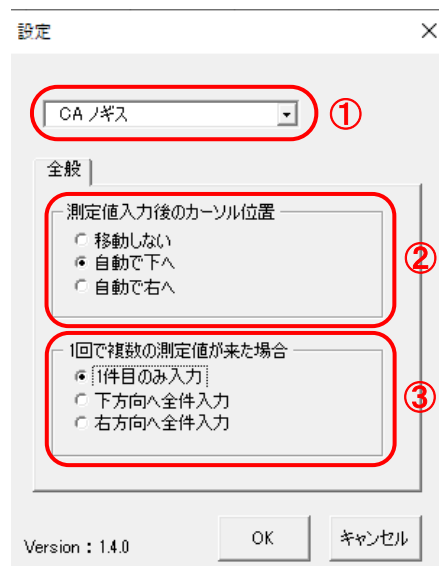 設定
CA ノギス
①
全般
測定値入力後のカーソル位置
移動しない
自動で下へ
自動で右へ
②
1回で複数の測定値が来た場合
1件目のみ入力
下方向へ全件入力
右方向へ全件入力
③
Version：1.4.0
OK
キャンセル